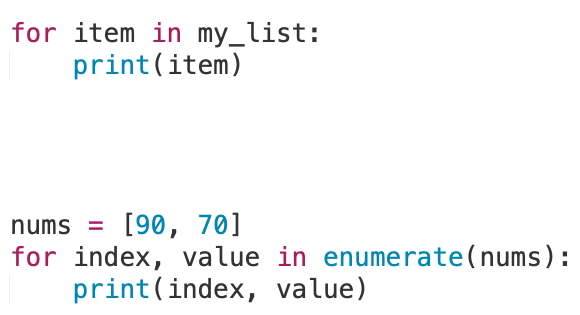 for item in my_list:
    print(item)
nums = [90, 70]
for index, value in enumerate(nums):
    print(index, value)